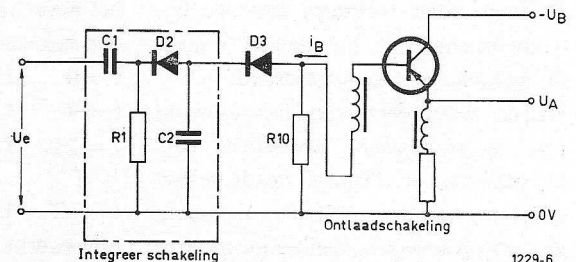 -UB
C1
D2
D3
iB
UA
Ue
R1
C2
R10
Ontlaadschakeling
0V
Integreer schakeling
1229-6